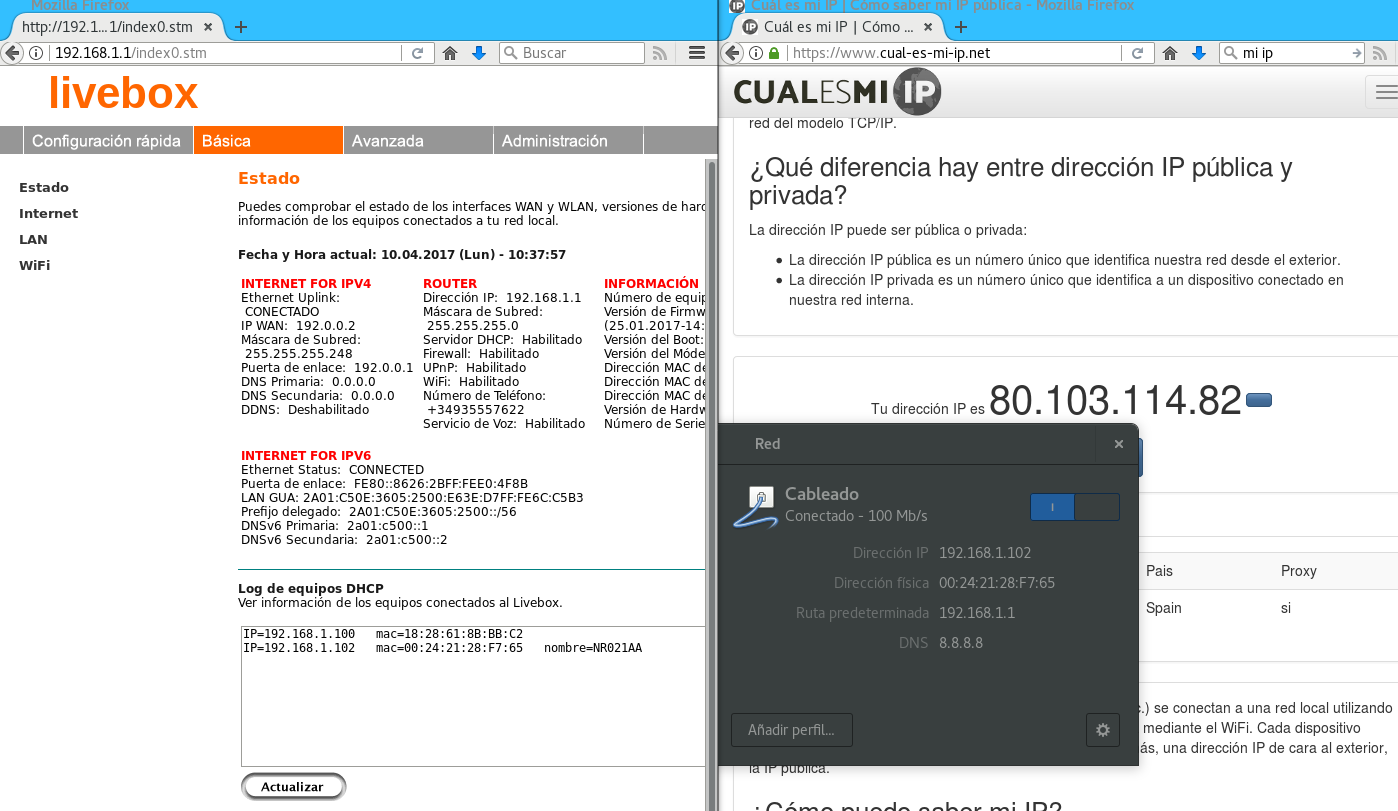 Mozilla Firefox
http://192.1...1/index0.stm
192.168.1.1/index0.stm
Buscar
livebox
Configuración rápida
Básica
Avanzada
Administración
Estado
Internet
LAN
WiFi
Estado
Puedes comprobar el estado de los interfaces WAN y WLAN, versiones de hard
información de los equipos conectados a tu red local.
Fecha y Hora actual: 10.04.2017 (Lun) - 10:37:57
INTERNET FOR IPV4
Ethernet Uplink:
CONECTADO
IP WAN: 192.0.0.2
Máscara de Subred:
255.255.255.248
Puerta de enlace: 192.0.0.1
DNS Primaria: 0.0.0.0
DNS Secundaria: 0.0.0.0
DDNS: Deshabilitado
ROUTER
Dirección IP: 192.168.1.1
Máscara de Subred:
255.255.255.0
Servidor DHCP: Habilitado
Firewall: Habilitado
UPnP: Habilitado
WiFi: Habilitado
Número de Teléfono:
+34935557622
Servicio de Voz: Habilitado
INFORMACIÓN
Número de equip
Versión de Firmw
(25.01.2017-14:
Versión del Boot:
Versión del Móde
Dirección MAC de
Dirección MAC de
Dirección MAC de
Versión de Hardw
Número de Serie
INTERNET FOR IPV6
Ethernet Status: CONNECTED
Puerta de enlace: FE80::8626:2BFF:FEE0:4F8B
LAN GUA: 2A01:C50E:3605:2500:E63E:D7FF:FE6C:C5B3
Prefijo delegado: 2A01:C50E:3605:2500::/56
DNSv6 Primaria: 2a01:c500::1
DNSv6 Secundaria: 2a01:c500::2
Log de equipos DHCP
Ver información de los equipos conectados al Livebox.
IP=192.168.1.100 mac=18:28:61:8B:BB:C2
IP=192.168.1.102 mac=00:24:21:28:F7:65 nombre=NR021AA
Actualizar
Cuál es mi IP | Cómo saber mi IP pública - Mozilla Firefox
Cuál es mi IP | Cómo ...
https://www.cual-es-mi-ip.net
mi ip
CUALESMI IP
red del modelo TCP/IP.
¿Qué diferencia hay entre dirección IP pública y
privada?
La dirección IP puede ser pública o privada:
La dirección IP pública es un número único que identifica nuestra red desde el exterior.
La dirección IP privada es un número único que identifica a un dispositivo conectado en
nuestra red interna.
Tu dirección IP es 80.103.114.82
Red
Cableado
Conectado - 100 Mb/s
Dirección IP 192.168.1.102
Dirección física 00:24:21:28:F7:65
Ruta predeterminada 192.168.1.1
DNS 8.8.8.8
Añadir perfil...
Pais
Proxy
Spain
si
c.) se conectan a una red local utilizando
mediante el WiFi. Cada dispositivo
ás, una dirección IP de cara al exterior,
la IP pública.
¿Cómo puedo saber mi IP?